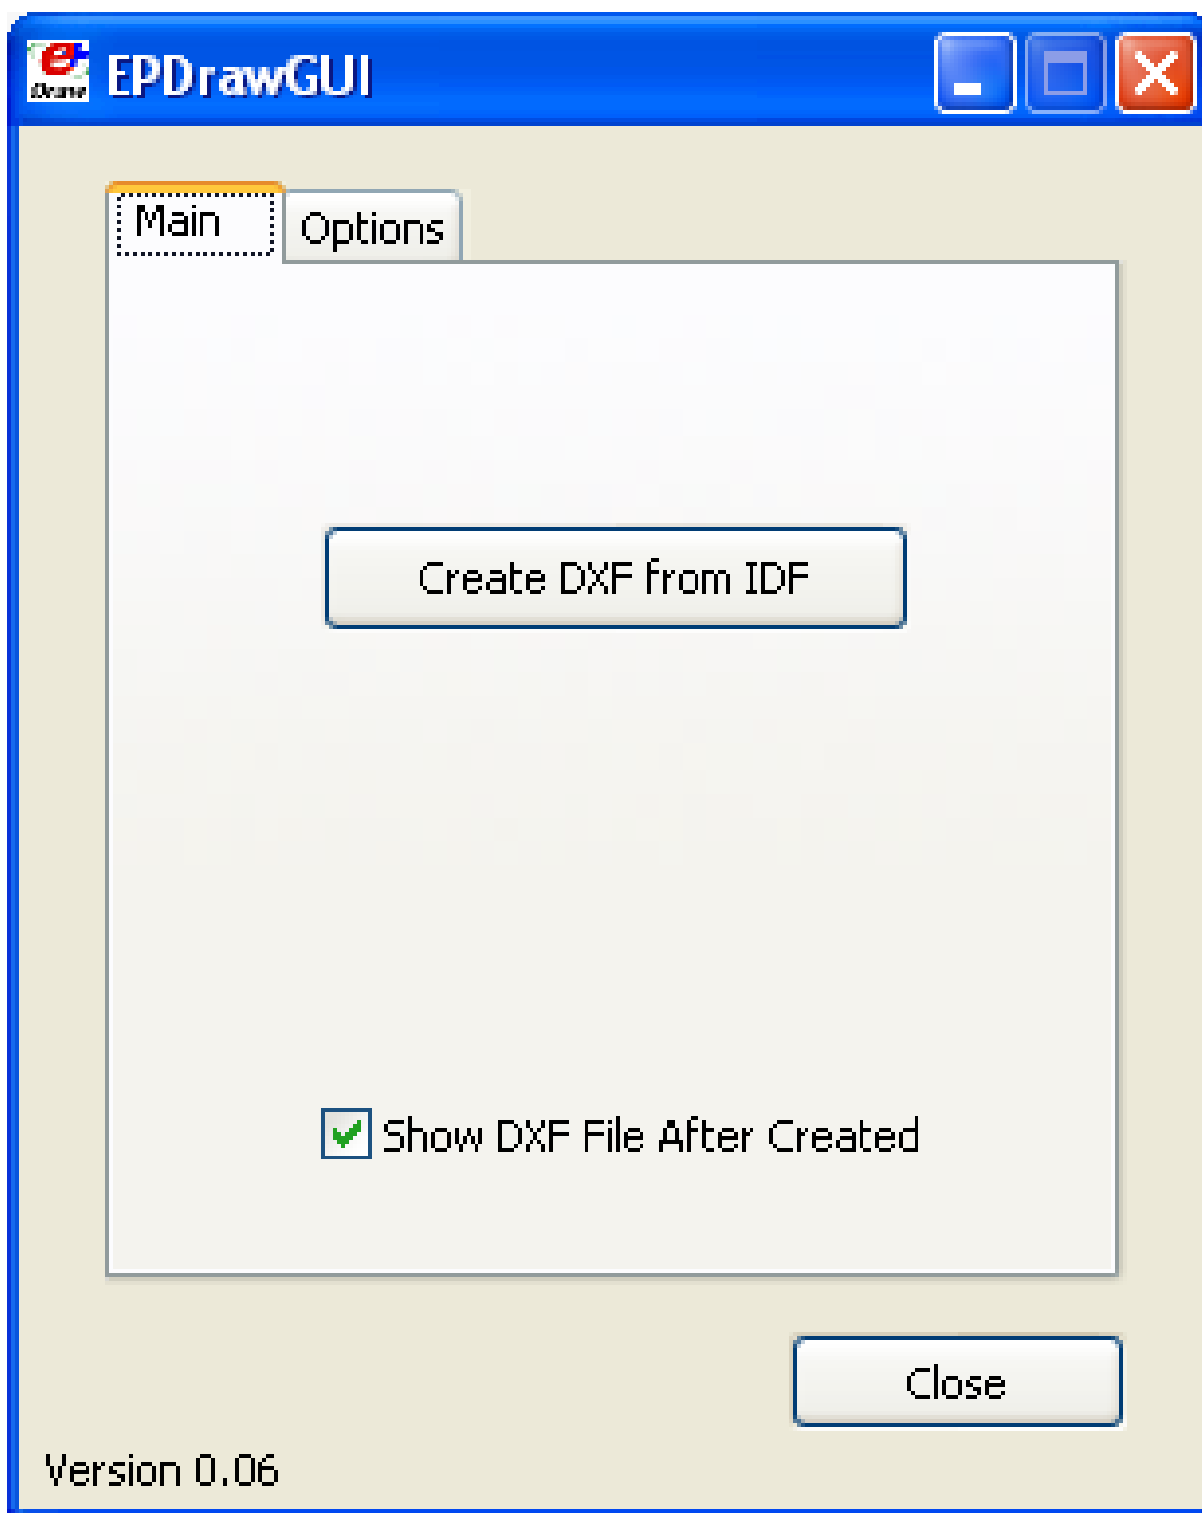 EPDrawGUI
Main
Options
Create DXF from IDF
Show DXF File After Created
Close
Version 0.06